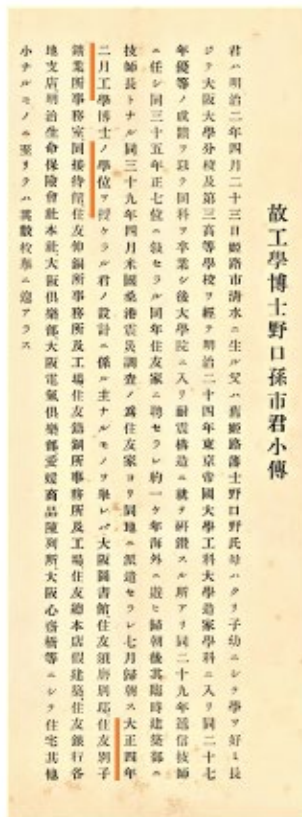 故工學博士野口孫市君小傳
君ハ明治二年四月二十三日姫路市清水ニ生ル父ハ舊姫路藩士野口野氏母ハクリ子幼ニシテ學ヲ好ミ長
ジテ大阪大學分校及第三高等學校ヲ經テ明治二十四年東京帝國大學工科大學造家學科ニ入リ同二十七
年優等ノ成績ヲ以テ同科ヲ卒業シ後大學院ニ入リ耐震構造ニ就テ研鑽スル所アリ同二十九年遞信技師
ニ任シ同三十五年正七位ニ敍セラル同年住友家ニ聘セラレ約一ケ年海外ニ遊ヒ歸朝後其臨時建築部ニ
技師長トナル同三十九年四月米國桑港震災調査ノ爲住友家ヨリ同地ニ派遣セラレ七月歸朝ス大正四年
二月工學博士ノ學位ヲ授ケラル君ノ設計ニ係ル主ナルモノヲ擧レバ大阪圖書館住友須磨別邸住友別子
鑛業所事務室同接待館住友伸銅所事務所及工場住友鑄鋼所事務所及工場住友總本店假建築住友銀行各
地支店明治生命保險會社本社大阪俱樂部大阪電氣俱樂部愛媛商品陳列所大阪心齋橋等ニシテ住宅其他
小ナルモノニ至リテハ其數枚擧ニ遑アラス